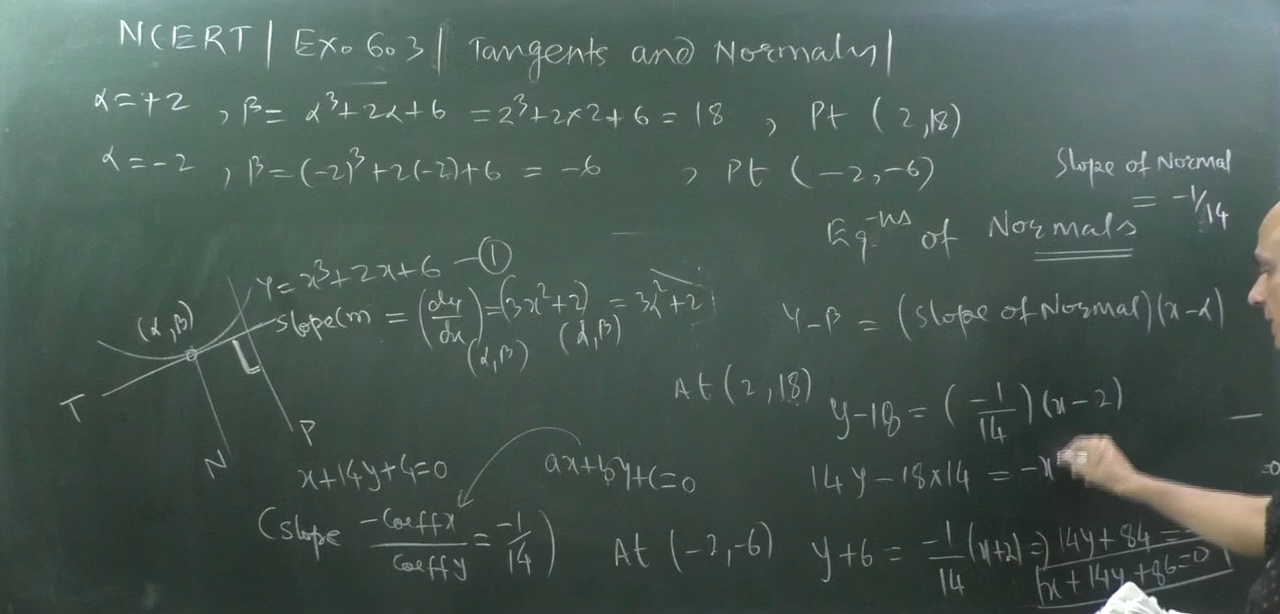 NCERT | Ex. 6.3 | Tangents and Normals |
α = +2 , β = α³+2α+6 = 2³+2×2+6 = 18 , Pt (2,18)
α = -2 , β = (-2)³+2(-2)+6 = -6 , Pt (-2,-6)
Slope of Normal
= -1/14
Eq-ns of Normals
y = x³+2x+6 —①
(α,β)
slope(m = (dy/dx)(α,β) = (3x²+2)(α,β) = 3α²+2
y-β = (Slope of Normal)(x-α)
T
N
P
At (2,18) y-18 = (-1/14)(x-2)
x+14y+4=0
ax+by+c=0
14y-18×14 = -x
(slope -Coeffx/Coeffy = -1/14)
At (-2,-6) y+6 = -1/14(x+2) ⇒ 14y+84 =
x+14y+86=0